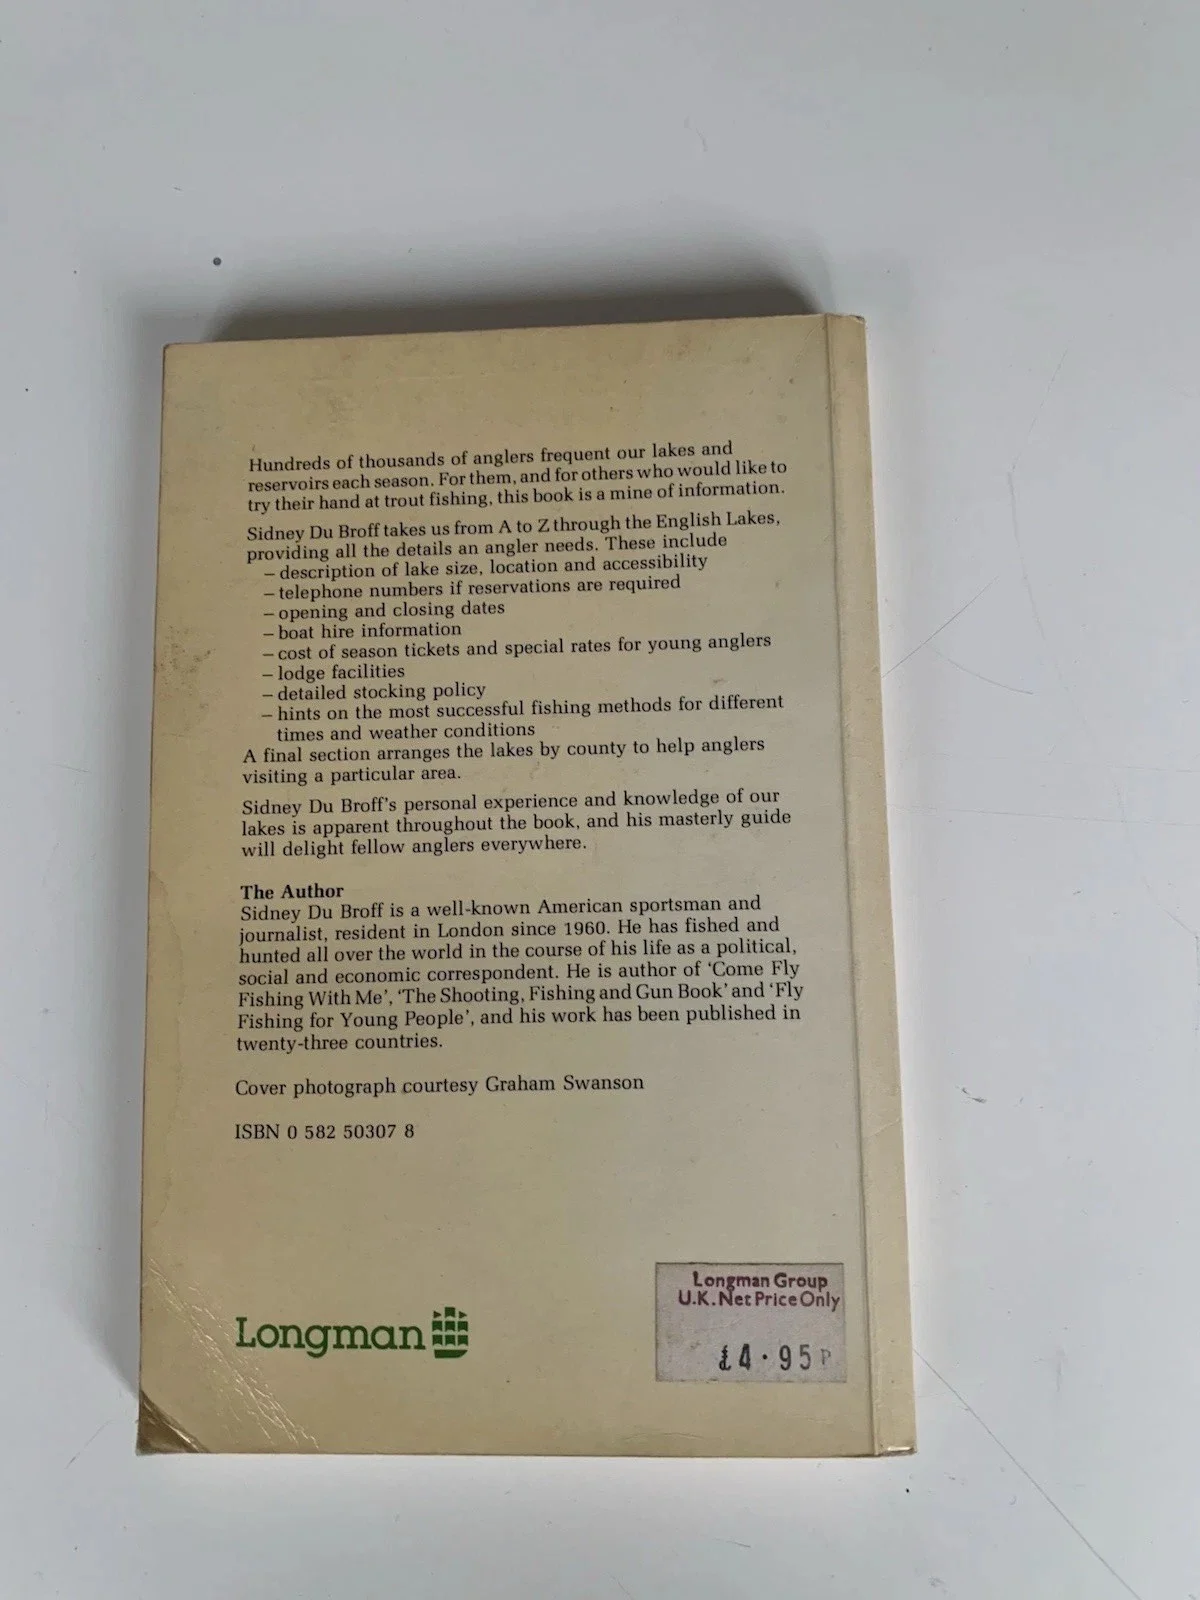 Hundreds of thousands of anglers frequent our lakes and
reservoirs each season. For them, and for others who would like to
try their hand at trout fishing, this book is a mine of information.
Sidney Du Broff takes us from A to Z through the English Lakes,
providing all the details an angler needs. These include
– description of lake size, location and accessibility
– telephone numbers if reservations are required
– opening and closing dates
– boat hire information
– cost of season tickets and special rates for young anglers
– lodge facilities
– detailed stocking policy
– hints on the most successful fishing methods for different
times and weather conditions
A final section arranges the lakes by county to help anglers
visiting a particular area.
Sidney Du Broff's personal experience and knowledge of our
lakes is apparent throughout the book, and his masterly guide
will delight fellow anglers everywhere.
The Author
Sidney Du Broff is a well-known American sportsman and
journalist, resident in London since 1960. He has fished and
hunted all over the world in the course of his life as a political,
social and economic correspondent. He is author of 'Come Fly
Fishing With Me', 'The Shooting, Fishing and Gun Book' and 'Fly
Fishing for Young People', and his work has been published in
twenty-three countries.
Cover photograph courtesy Graham Swanson
ISBN 0 582 50307 8
Longman
Longman Group
U.K. Net Price Only
£4·95P